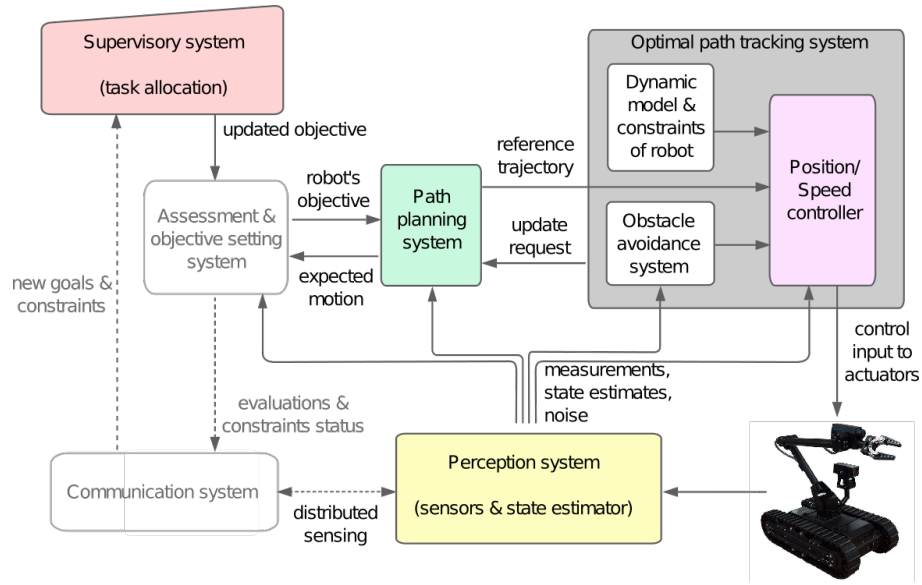 Supervisory system
(task allocation)
updated objective
Optimal path tracking system
Dynamic
model &
constraints
of robot
Position/
Speed
controller
reference
trajectory
robot's
objective
Path
planning
system
Assessment &
objective setting
system
Obstacle
avoidance
system
update
request
expected
motion
new goals &
constraints
control
input to
actuators
measurements,
state estimates,
noise
evaluations &
constraints status
Perception system
(sensors & state estimator)
Communication system
distributed
sensing